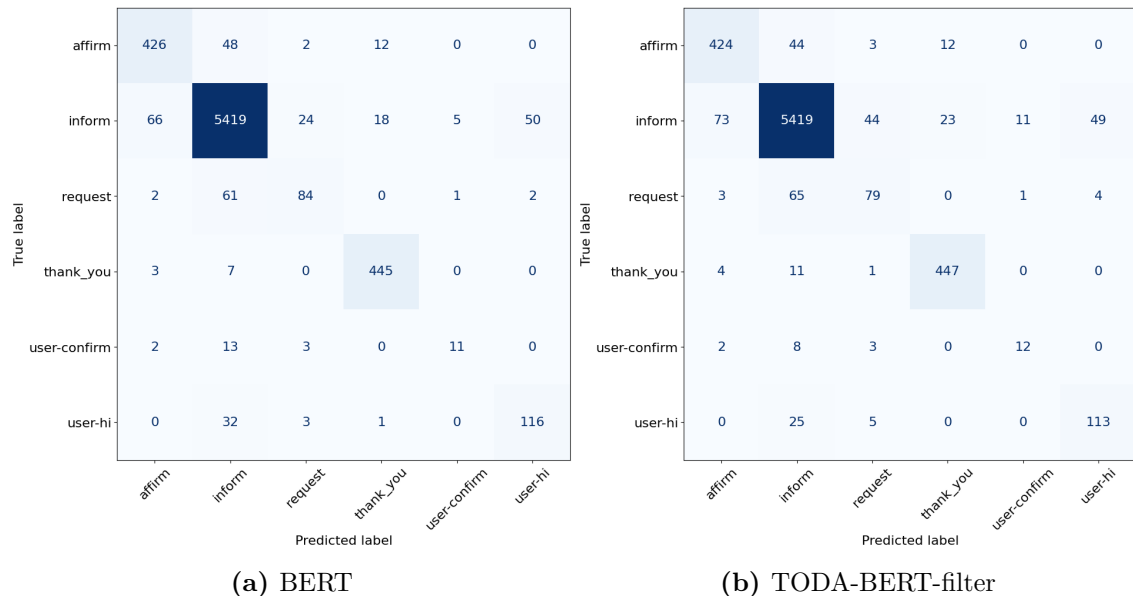 affirm 426 48 2 12 0 0
inform 66 5419 24 18 5 50
request 2 61 84 0 1 2
thank_you 3 7 0 445 0 0
user-confirm 2 13 3 0 11 0
user-hi 0 32 3 1 0 116
True label
affirm inform request thank_you user-confirm user-hi
Predicted label
(a) BERT
affirm 424 44 3 12 0 0
inform 73 5419 44 23 11 49
request 3 65 79 0 1 4
thank_you 4 11 1 447 0 0
user-confirm 2 8 3 0 12 0
user-hi 0 25 5 0 0 113
True label
affirm inform request thank_you user-confirm user-hi
Predicted label
(b) TODA-BERT-filter